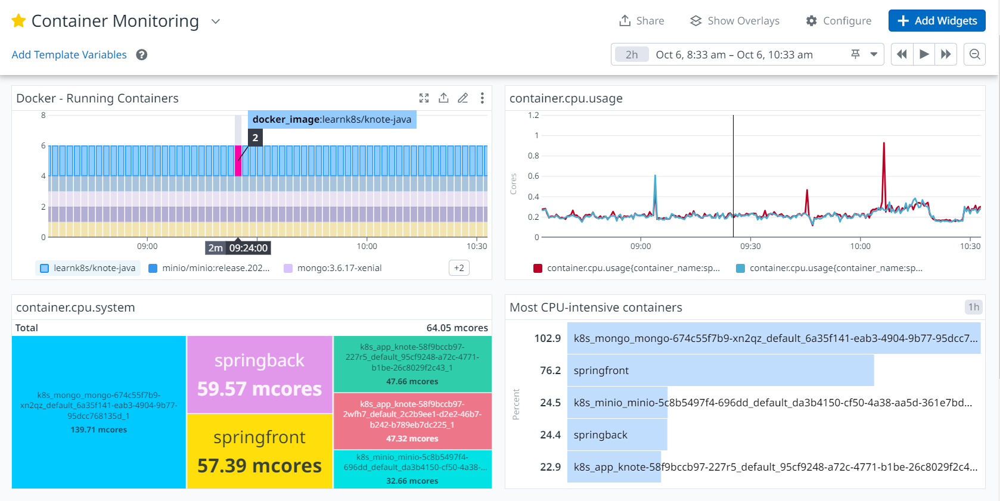 Container Monitoring
Share
Show Overlays
Configure
Add Widgets
Add Template Variables
?
2h
Oct 6, 8:33 am – Oct 6, 10:33 am
Docker - Running Containers
8
6
4
2
0
docker_image:learnk8s/knote-java
2
09:00
10:00
10:30
2m 09:24:00
learnk8s/knote-java
minio/minio:release.202...
mongo:3.6.17-xenial
+2
container.cpu.usage
Cores
1.2
1
0.8
0.6
0.4
0.2
0
09:00
09:30
10:00
10:30
container.cpu.usage{container_name:sp...
container.cpu.usage{container_name:sp...
container.cpu.system
Total
64.05 mcores
k8s_mongo_mongo-674c55f7b9-
xn2qz_default_6a35f141-eab3-4904-9b77-
95dcc768135d_1
139.71 mcores
springback
59.57 mcores
springfront
57.39 mcores
k8s_app_knote-58f9bccb97-
227r5_default_95cf9248-a72c-4771-
b1be-26c8029f2c43_1
47.66 mcores
k8s_app_knote-58f9bccb97-
2wfh7_default_2c2b9ee1-d2e2-46b7-
b242-b789eb7dc225_1
47.32 mcores
k8s_minio_minio-5c8b5497f4-
696dd_default_da3b4150-cf50-4a38-...
32.66 mcores
Most CPU-intensive containers
1h
Percent
102.9 k8s_mongo_mongo-674c55f7b9-xn2qz_default_6a35f141-eab3-4904-9b77-95dcc7...
76.2 springfront
24.5 k8s_minio_minio-5c8b5497f4-696dd_default_da3b4150-cf50-4a38-aa5d-361e7bd...
24.4 springback
22.9 k8s_app_knote-58f9bccb97-227r5_default_95cf9248-a72c-4771-b1be-26c8029f2c4...